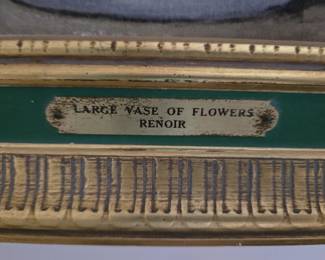 LARGE VASE OF FLOWERS
RENOIR